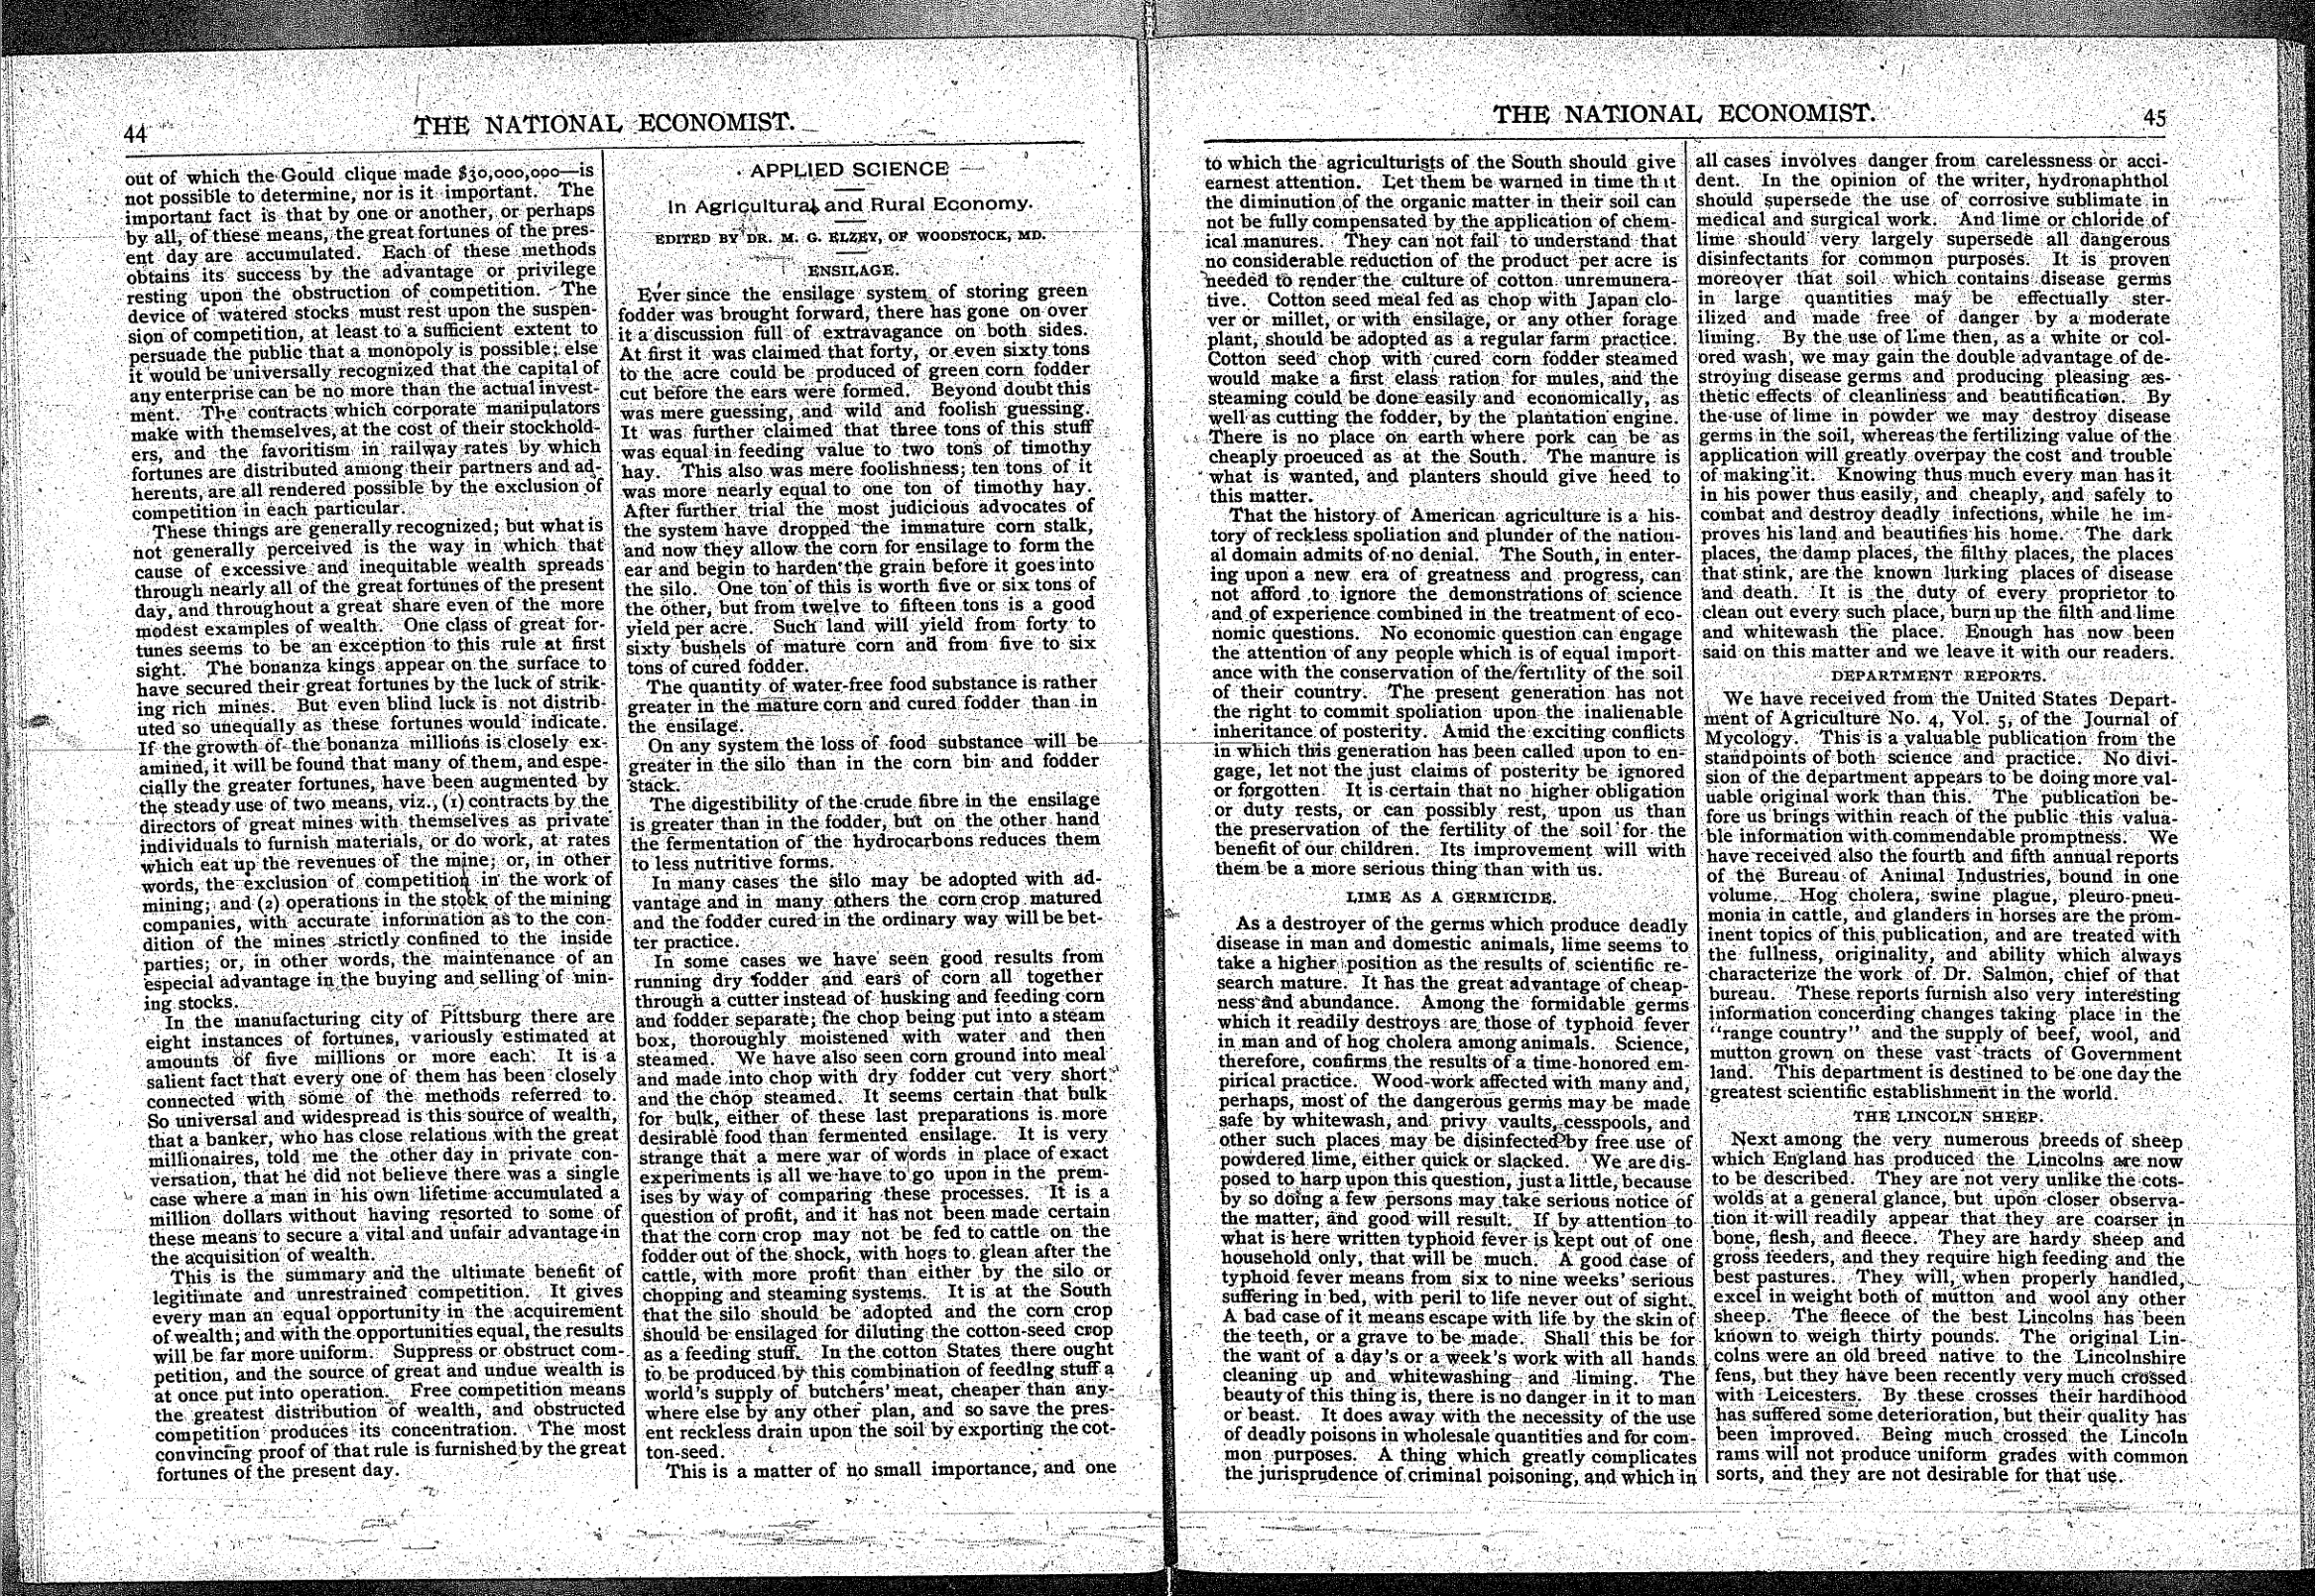 44
THE NATIONAL ECONOMIST.
out of which the Gould clique made $30,000,000—is
not possible to determine, nor is it important. The
important fact is that by one or another, or perhaps
by all, of these means, the great fortunes of the pres-
ent day are accumulated. Each of these methods
obtains its success by the advantage or privilege
resting upon the obstruction of competition. The
device of watered stocks must rest upon the suspen-
sion of competition, at least to a sufficient extent to
persuade the public that a monopoly is possible; else
it would be universally recognized that the capital of
any enterprise can be no more than the actual invest-
ment. The contracts which corporate manipulators
make with themselves, at the cost of their stockhold-
ers, and the favoritism in railway rates by which
fortunes are distributed among their partners and ad-
herents, are all rendered possible by the exclusion of
competition in each particular.
These things are generally recognized; but what is
not generally perceived is the way in which that
cause of excessive and inequitable wealth spreads
through nearly all of the great fortunes of the present
day, and throughout a great share even of the more
modest examples of wealth. One class of great for-
tunes seems to be an exception to this rule at first
sight. The bonanza kings appear on the surface to
have secured their great fortunes by the luck of strik-
ing rich mines. But even blind luck is not distrib-
uted so unequally as these fortunes would indicate.
If the growth of the bonanza millions is closely ex-
amined, it will be found that many of them, and espe-
cially the greater fortunes, have been augmented by
the steady use of two means, viz., (1) contracts by the
directors of great mines with themselves as private
individuals to furnish materials, or do work, at rates
which eat up the revenues of the mine; or, in other
words, the exclusion of competition in the work of
mining; and (2) operations in the stock of the mining
companies, with accurate information as to the con-
dition of the mines strictly confined to the inside
parties; or, in other words, the maintenance of an
especial advantage in the buying and selling of min-
ing stocks.
In the manufacturing city of Pittsburg there are
eight instances of fortunes, variously estimated at
amounts of five millions or more each. It is a
salient fact that every one of them has been closely
connected with some of the methods referred to.
So universal and widespread is this source of wealth,
that a banker, who has close relations with the great
millionaires, told me the other day in private con-
versation, that he did not believe there was a single
case where a man in his own lifetime accumulated a
million dollars without having resorted to some of
these means to secure a vital and unfair advantage in
the acquisition of wealth.
This is the summary and the ultimate benefit of
legitimate and unrestrained competition. It gives
every man an equal opportunity in the acquirement
of wealth; and with the opportunities equal, the results
will be far more uniform. Suppress or obstruct com-
petition, and the source of great and undue wealth is
at once put into operation. Free competition means
the greatest distribution of wealth, and obstructed
competition produces its concentration. The most
convincing proof of that rule is furnished by the great
fortunes of the present day.
APPLIED SCIENCE
In Agricultural and Rural Economy.
EDITED BY DR. M. G. ELZEY, OF WOODSTOCK, MD.
ENSILAGE.
Ever since the ensilage system of storing green
fodder was brought forward, there has gone on over
it a discussion full of extravagance on both sides.
At first it was claimed that forty, or even sixty tons
to the acre could be produced of green corn fodder
cut before the ears were formed. Beyond doubt this
was mere guessing, and wild and foolish guessing.
It was further claimed that three tons of this stuff
was equal in feeding value to two tons of timothy
hay. This also was mere foolishness; ten tons of it
was more nearly equal to one ton of timothy hay.
After further trial the most judicious advocates of
the system have dropped the immature corn stalk,
and now they allow the corn for ensilage to form the
ear and begin to harden the grain before it goes into
the silo. One ton of this is worth five or six tons of
the other, but from twelve to fifteen tons is a good
yield per acre. Such land will yield from forty to
sixty bushels of mature corn and from five to six
tons of cured fodder.
The quantity of water-free food substance is rather
greater in the mature corn and cured fodder than in
the ensilage.
On any system the loss of food substance will be
greater in the silo than in the corn bin and fodder
stack.
The digestibility of the crude fibre in the ensilage
is greater than in the fodder, but on the other hand
the fermentation of the hydrocarbons reduces them
to less nutritive forms.
In many cases the silo may be adopted with ad-
vantage and in many others the corn crop matured
and the fodder cured in the ordinary way will be bet-
ter practice.
In some cases we have seen good results from
running dry fodder and ears of corn all together
through a cutter instead of husking and feeding corn
and fodder separate; the chop being put into a steam
box, thoroughly moistened with water and then
steamed. We have also seen corn ground into meal
and made into chop with dry fodder cut very short
and the chop steamed. It seems certain that bulk
for bulk, either of these last preparations is more
desirable food than fermented ensilage. It is very
strange that a mere war of words in place of exact
experiments is all we have to go upon in the prem-
ises by way of comparing these processes. It is a
question of profit, and it has not been made certain
that the corn crop may not be fed to cattle on the
fodder out of the shock, with hogs to glean after the
cattle, with more profit than either by the silo or
chopping and steaming systems. It is at the South
that the silo should be adopted and the corn crop
should be ensilaged for diluting the cotton-seed crop
as a feeding stuff. In the cotton States there ought
to be produced by this combination of feeding stuff a
world's supply of butchers' meat, cheaper than any-
where else by any other plan, and so save the pres-
ent reckless drain upon the soil by exporting the cot-
ton-seed.
This is a matter of no small importance, and one
THE NATIONAL ECONOMIST.
45
to which the agriculturists of the South should give
earnest attention. Let them be warned in time that
the diminution of the organic matter in their soil can
not be fully compensated by the application of chem-
ical manures. They can not fail to understand that
no considerable reduction of the product per acre is
needed to render the culture of cotton unremunera-
tive. Cotton seed meal fed as chop with Japan clo-
ver or millet, or with ensilage, or any other forage
plant, should be adopted as a regular farm practice.
Cotton seed chop with cured corn fodder steamed
would make a first class ration for mules, and the
steaming could be done easily and economically, as
well as cutting the fodder, by the plantation engine.
There is no place on earth where pork can be as
cheaply proeuced as at the South. The manure is
what is wanted, and planters should give heed to
this matter.
That the history of American agriculture is a his-
tory of reckless spoliation and plunder of the nation-
al domain admits of no denial. The South, in enter-
ing upon a new era of greatness and progress, can
not afford to ignore the demonstrations of science
and of experience combined in the treatment of eco-
nomic questions. No economic question can engage
the attention of any people which is of equal import-
ance with the conservation of the fertility of the soil
of their country. The present generation has not
the right to commit spoliation upon the inalienable
inheritance of posterity. Amid the exciting conflicts
in which this generation has been called upon to en-
gage, let not the just claims of posterity be ignored
or forgotten. It is certain that no higher obligation
or duty rests, or can possibly rest, upon us than
the preservation of the fertility of the soil for the
benefit of our children. Its improvement will with
them be a more serious thing than with us.
LIME AS A GERMICIDE.
As a destroyer of the germs which produce deadly
disease in man and domestic animals, lime seems to
take a higher position as the results of scientific re-
search mature. It has the great advantage of cheap-
ness and abundance. Among the formidable germs
which it readily destroys are those of typhoid fever
in man and of hog cholera among animals. Science,
therefore, confirms the results of a time-honored em-
pirical practice. Wood-work affected with many and,
perhaps, most of the dangerous germs may be made
safe by whitewash, and privy vaults, cesspools, and
other such places may be disinfected by free use of
powdered lime, either quick or slacked. We are dis-
posed to harp upon this question, just a little, because
by so doing a few persons may take serious notice of
the matter, and good will result. If by attention to
what is here written typhoid fever is kept out of one
household only, that will be much. A good case of
typhoid fever means from six to nine weeks' serious
suffering in bed, with peril to life never out of sight.
A bad case of it means escape with life by the skin of
the teeth, or a grave to be made. Shall this be for
the want of a day's or a week's work with all hands
cleaning up and whitewashing and liming. The
beauty of this thing is, there is no danger in it to man
or beast. It does away with the necessity of the use
of deadly poisons in wholesale quantities and for com-
mon purposes. A thing which greatly complicates
the jurisprudence of criminal poisoning, and which in
all cases involves danger from carelessness or acci-
dent. In the opinion of the writer, hydronaphthol
should supersede the use of corrosive sublimate in
medical and surgical work. And lime or chloride of
lime should very largely supersede all dangerous
disinfectants for common purposes. It is proven
moreover that soil which contains disease germs
in large quantities may be effectually ster-
ilized and made free of danger by a moderate
liming. By the use of lime then, as a white or col-
ored wash, we may gain the double advantage of de-
stroying disease germs and producing pleasing æs-
thetic effects of cleanliness and beautification. By
the use of lime in powder we may destroy disease
germs in the soil, whereas the fertilizing value of the
application will greatly overpay the cost and trouble
of making it. Knowing thus much every man has it
in his power thus easily, and cheaply, and safely to
combat and destroy deadly infections, while he im-
proves his land and beautifies his home. The dark
places, the damp places, the filthy places, the places
that stink, are the known lurking places of disease
and death. It is the duty of every proprietor to
clean out every such place, burn up the filth and lime
and whitewash the place. Enough has now been
said on this matter and we leave it with our readers.
DEPARTMENT REPORTS.
We have received from the United States Depart-
ment of Agriculture No. 4, Vol. 5, of the Journal of
Mycology. This is a valuable publication from the
standpoints of both science and practice. No divi-
sion of the department appears to be doing more val-
uable original work than this. The publication be-
fore us brings within reach of the public this valua-
ble information with commendable promptness. We
have received also the fourth and fifth annual reports
of the Bureau of Animal Industries, bound in one
volume. Hog cholera, swine plague, pleuro-pneu-
monia in cattle, and glanders in horses are the prom-
inent topics of this publication, and are treated with
the fullness, originality, and ability which always
characterize the work of Dr. Salmon, chief of that
bureau. These reports furnish also very interesting
information concerding changes taking place in the
"range country" and the supply of beef, wool, and
mutton grown on these vast tracts of Government
land. This department is destined to be one day the
greatest scientific establishment in the world.
THE LINCOLN SHEEP.
Next among the very numerous breeds of sheep
which England has produced the Lincolns are now
to be described. They are not very unlike the cots-
wolds at a general glance, but upon closer observa-
tion it will readily appear that they are coarser in
bone, flesh, and fleece. They are hardy sheep and
gross feeders, and they require high feeding and the
best pastures. They will, when properly handled,
excel in weight both of mutton and wool any other
sheep. The fleece of the best Lincolns has been
known to weigh thirty pounds. The original Lin-
colns were an old breed native to the Lincolnshire
fens, but they have been recently very much crossed
with Leicesters. By these crosses their hardihood
has suffered some deterioration, but their quality has
been improved. Being much crossed the Lincoln
rams will not produce uniform grades with common
sorts, and they are not desirable for that use.